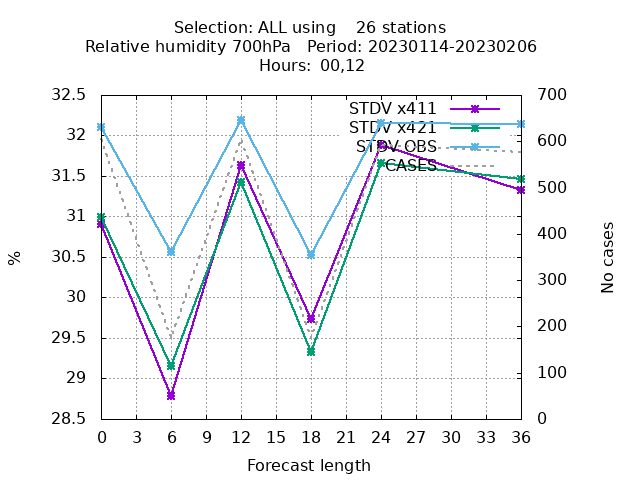 Selection: ALL using    26 stations
Relative humidity 700hPa   Period: 20230114-20230206
Hours: 00,12
STDV x411
STDV x421
STDV OBS
CASES
32.5
32
31.5
31
30.5
30
29.5
29
28.5
%
700
600
500
400
300
200
100
0
No cases
0 3 6 9 12 15 18 21 24 27 30 33 36
Forecast length